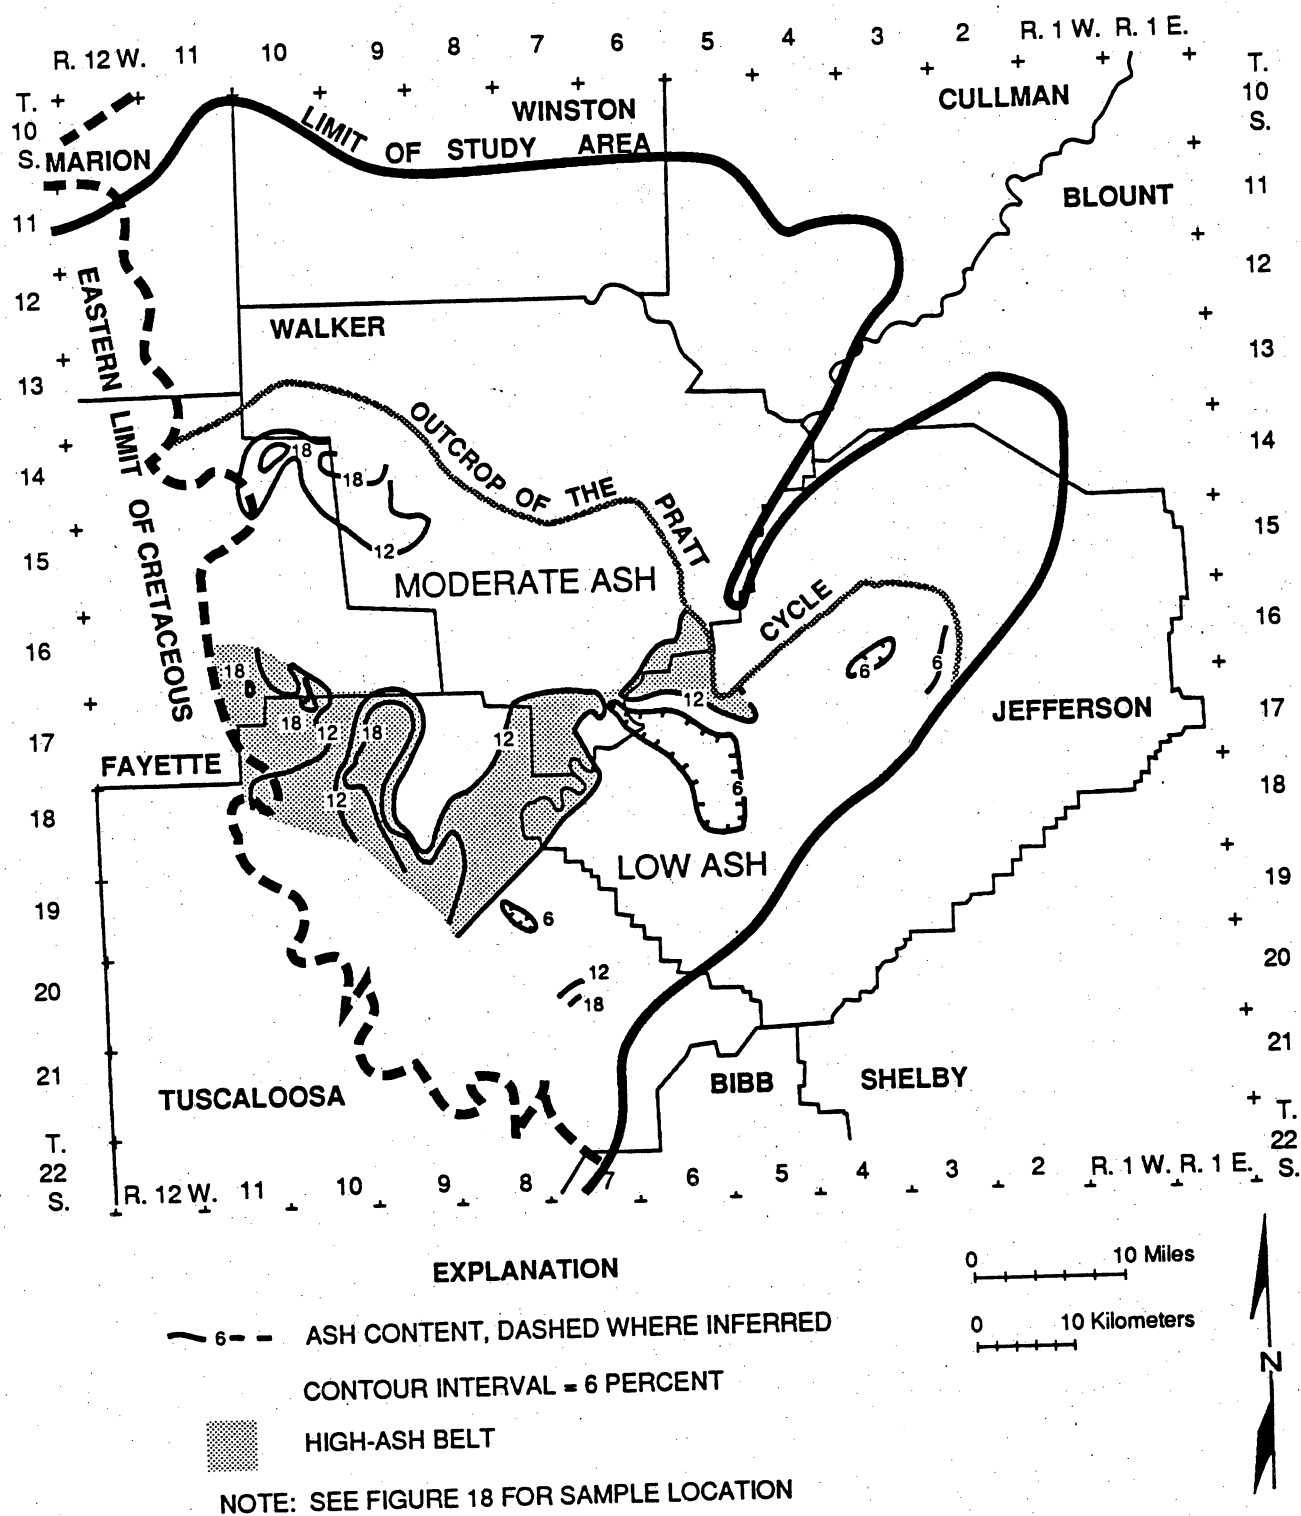 R. 12 W. 11 10 9 8 7 6 5 4 3 2 R. 1 W. R. 1 E.
T.
10
S.
T.
10
S.
CULLMAN
WINSTON
LIMIT OF STUDY AREA
MARION
BLOUNT
11
11
12
12
EASTERN LIMIT OF CRETACEOUS
WALKER
13
13
OUTCROP OF THE PRATT CYCLE
14
14
18
18
12
15
15
MODERATE ASH
16
16
18
6
6
12
17
17
18
12
18
12
JEFFERSON
FAYETTE
12
6
18
18
LOW ASH
19
19
6
20
20
12
18
21
21
TUSCALOOSA
BIBB
SHELBY
T.
22
S.
T.
22
S.
R. 12 W. 11 10 9 8 7 6 5 4 3 2 R. 1 W. R. 1 E.
EXPLANATION
0 10 Miles
0 10 Kilometers
N
6 ASH CONTENT, DASHED WHERE INFERRED
CONTOUR INTERVAL = 6 PERCENT
HIGH-ASH BELT
NOTE: SEE FIGURE 18 FOR SAMPLE LOCATION